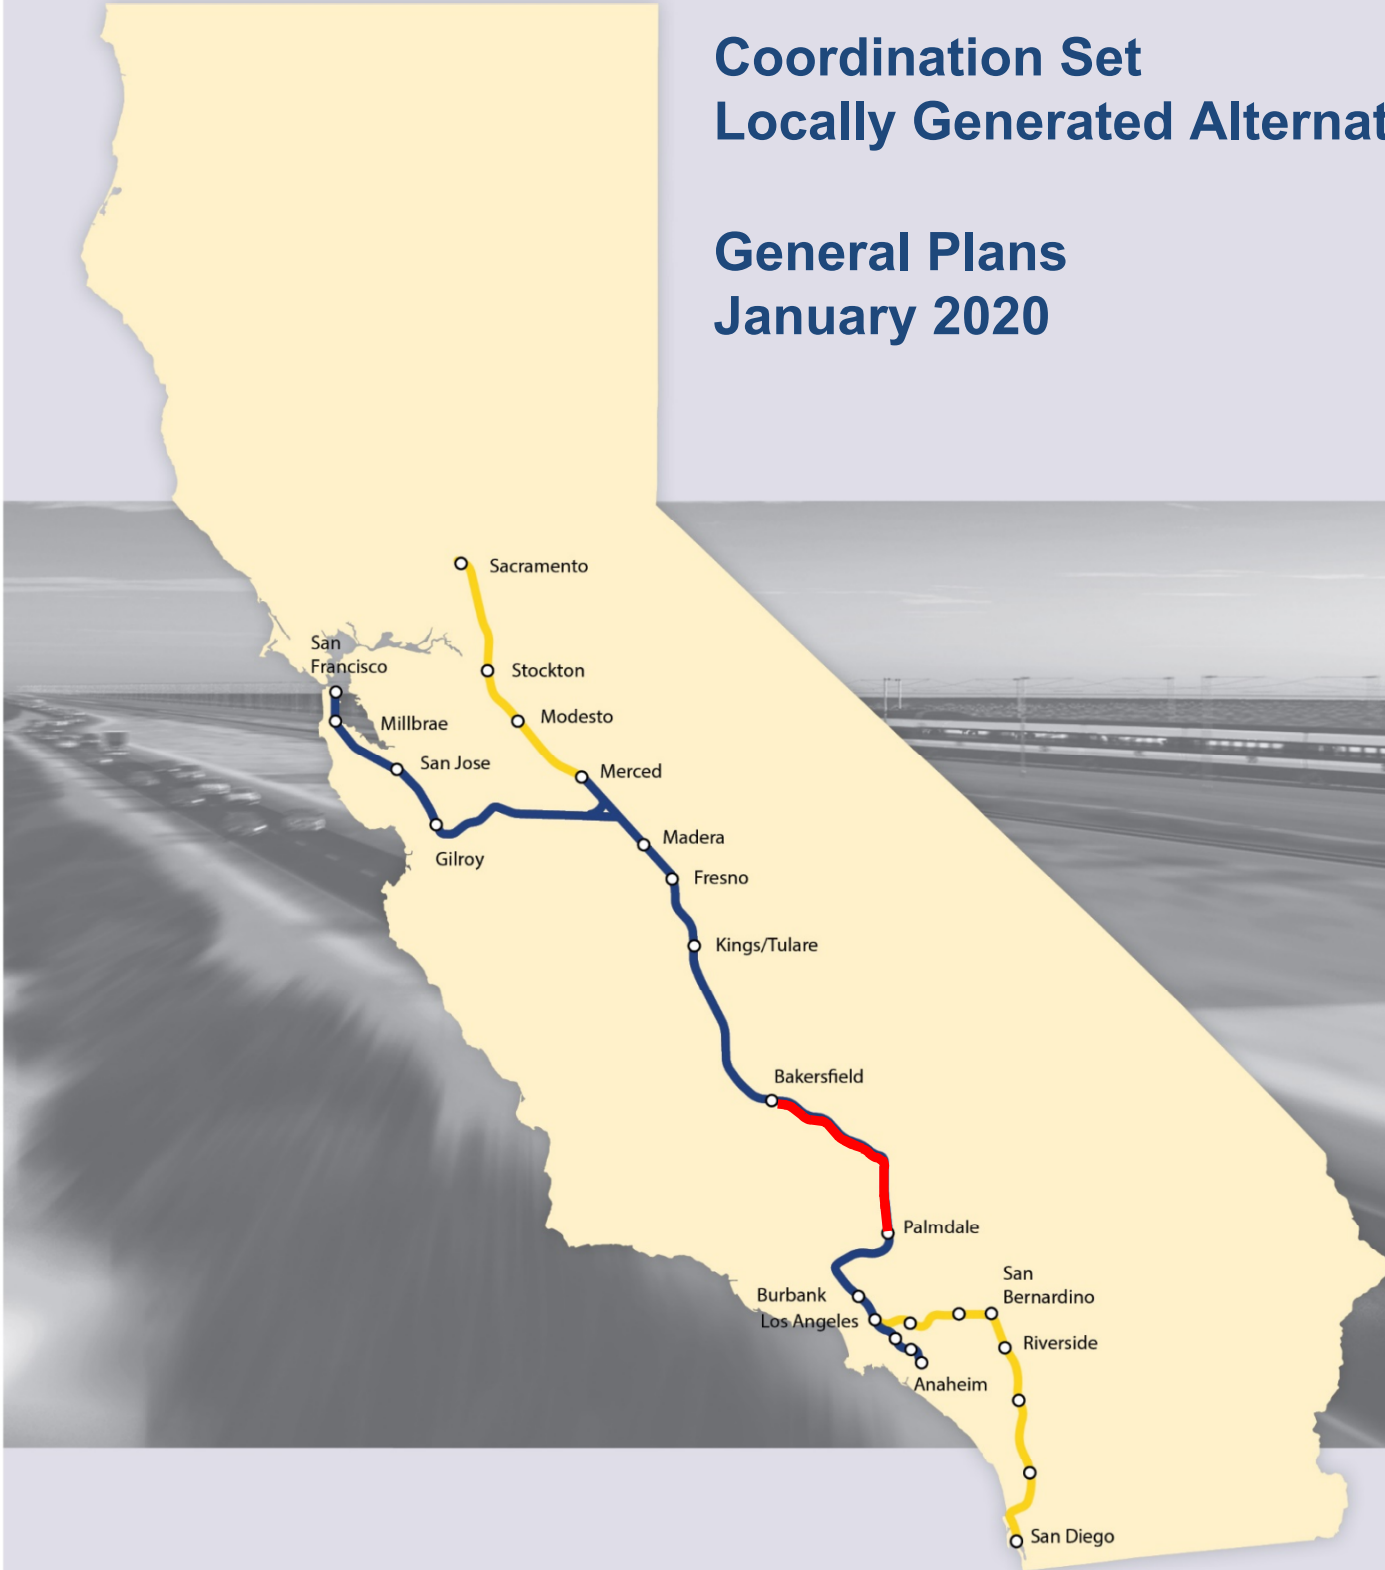 Coordination Set
Locally Generated Alternat
General Plans
January 2020
Sacramento
San
Francisco
Stockton
Millbrae
Modesto
San Jose
Merced
Madera
Gilroy
Fresno
Kings/Tulare
Bakersfield
Palmdale
San
Bernardino
Burbank
Los Angeles
Riverside
Anaheim
San Diego